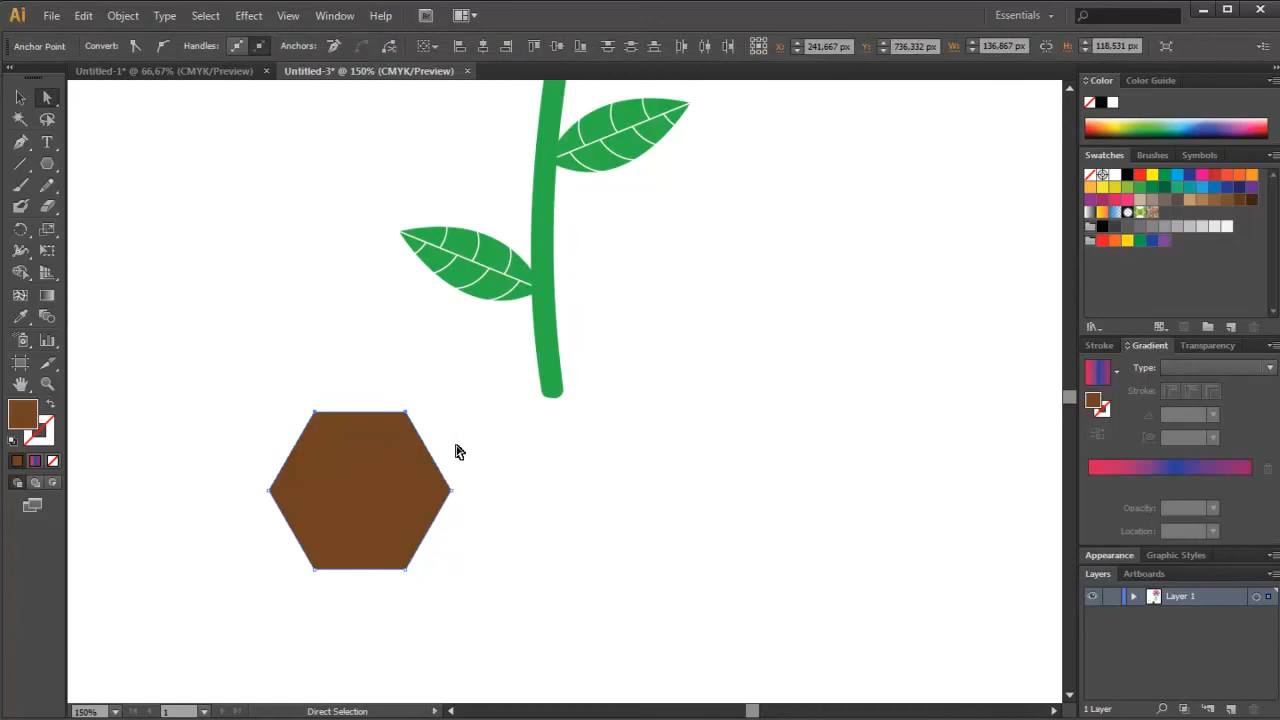 Ai File Edit Object Type Select Effect View Window Help Br Essentials
Anchor Point Convert: Handles: Anchors: X: 241,667 px Y: 736,332 px W: 136,867 px H: 118,531 px
Untitled-1* @ 66,67% (CMYK/Preview) × Untitled-3* @ 150% (CMYK/Preview) ×
Color Color Guide
Swatches Brushes Symbols
Stroke Gradient Transparency
Type:
Stroke:
Opacity:
Location:
Appearance Graphic Styles
Layers Artboards
Layer 1
150% 1 Direct Selection 1 Layer